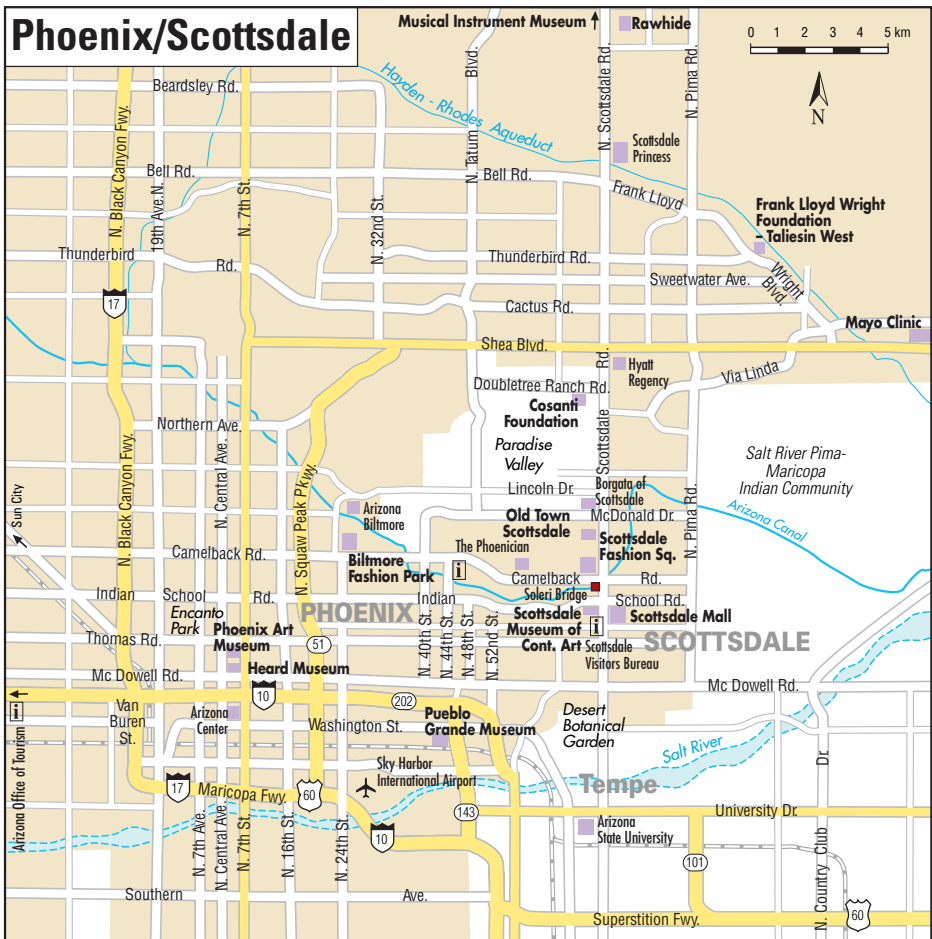 Phoenix/Scottsdale
Musical Instrument Museum
Rawhide
0 1 2 3 4 5 km
N
Beardsley Rd.
Hayden - Rhodes Aqueduct
N. Tatum Blvd.
N. Scottsdale Rd.
N. Pima Rd.
Scottsdale
Princess
N. Black Canyon Fwy.
19th Ave. N.
N. 7th St.
N. 32nd St.
Bell Rd.
Bell Rd.
Frank Lloyd
Wright
Blvd.
Frank Lloyd Wright
Foundation
– Taliesin West
Thunderbird
Rd.
Thunderbird Rd.
Sweetwater Ave.
17
Cactus Rd.
Mayo Clinic
Shea Blvd.
Rd.
Scottsdale
Hyatt
Regency
Via Linda
Doubletree Ranch Rd.
Cosanti
Foundation
Northern Ave.
Paradise
Valley
Salt River Pima-
Maricopa
Indian Community
N. Black Canyon Fwy.
N. Central Ave.
N. Squaw Peak Pkwy.
Sun City
Lincoln Dr.
Borgata of
Scottsdale
Arizona
Biltmore
Old Town
Scottsdale
McDonald Dr.
N. Pima Rd.
Arizona Canal
Camelback Rd.
Biltmore
Fashion Park
i
The Phoenician
Scottsdale
Fashion Sq.
Camelback
Rd.
Soleri Bridge
Indian
School
Rd.
Indian
School Rd.
Encanto
Park
PHOENIX
Phoenix Art
Museum
Thomas Rd.
51
N. 40th St.
N. 44th St.
N. 48th St.
N. 52nd St.
Scottsdale
Museum of
Cont. Art
i
Scottsdale
Visitors Bureau
Scottsdale Mall
SCOTTSDALE
Heard Museum
Mc Dowell Rd.
Mc Dowell Rd.
10
202
i
Arizona Office of Tourism
Van
Buren
St.
Arizona
Center
Washington St.
Pueblo
Grande Museum
Desert
Botanical
Garden
Salt River
Sky Harbor
International Airport
Tempe
17
Maricopa Fwy.
60
143
University Dr.
Dr.
N. Country Club
N. 7th Ave.
N. Central Ave.
N. 7th St.
N. 16th St.
N. 24th St.
10
Arizona
State University
101
Southern
Ave.
Superstition Fwy.
60